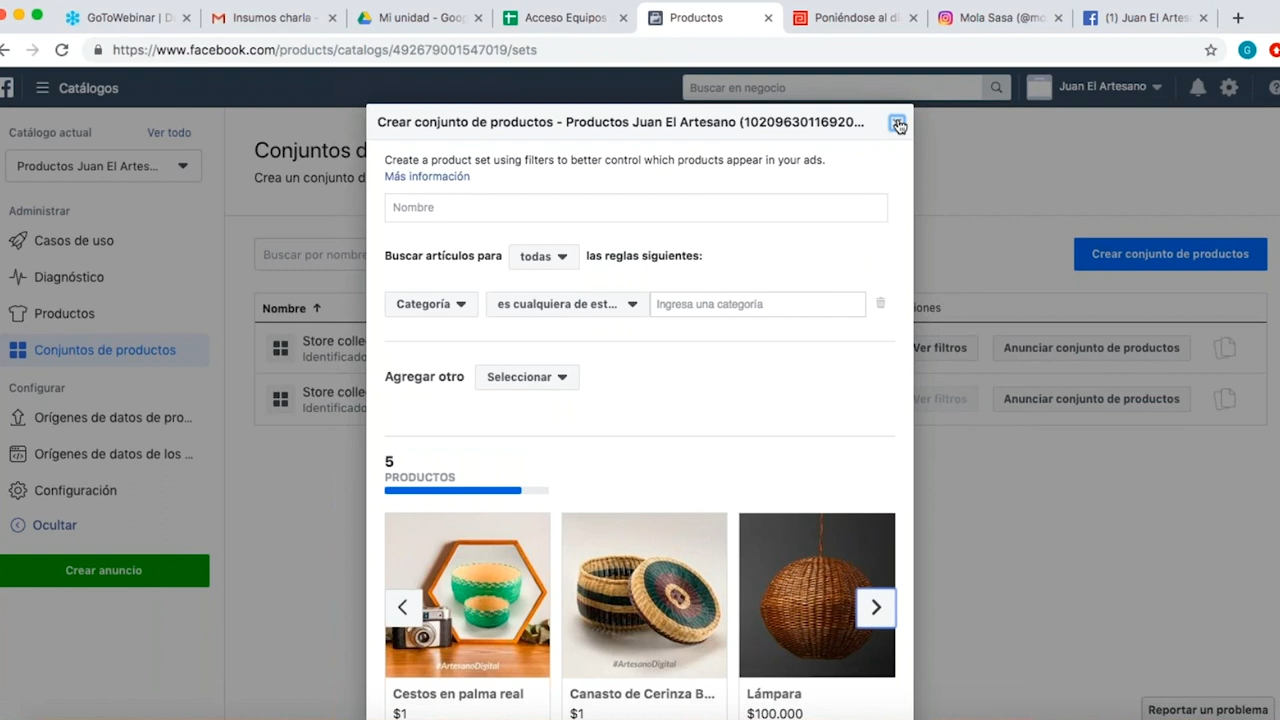 GoToWebinar | D
Insumos charla -
Mi unidad - Goo
Acceso Equipos
Productos
Poniéndose al dí
Mola Sasa (@mo
(1) Juan El Artesa
https://www.facebook.com/products/catalogs/492679001547019/sets
G
Catálogos
Buscar en negocio
Juan El Artesano
Catálogo actual
Ver todo
Productos Juan El Artes...
Administrar
Casos de uso
Diagnóstico
Productos
Conjuntos de productos
Configurar
Orígenes de datos de pro...
Orígenes de datos de los ...
Configuración
Ocultar
Crear anuncio
Conjuntos d
Crea un conjunto d
Buscar por nombre
Crear conjunto de productos
Nombre
iones
Store colle
Identificado
Ver filtros
Anunciar conjunto de productos
Store colle
Identificado
Ver filtros
Anunciar conjunto de productos
Crear conjunto de productos - Productos Juan El Artesano (10209630116920...
Create a product set using filters to better control which products appear in your ads.
Más información
Nombre
Buscar artículos para todas las reglas siguientes:
Categoría es cualquiera de est... Ingresa una categoría
Agregar otro Seleccionar
5
PRODUCTOS
#ArtesanoDigital
#ArtesanoDigital
Cestos en palma real
$1
Canasto de Cerinza B...
$1
Lámpara
$100.000
Reportar un problema